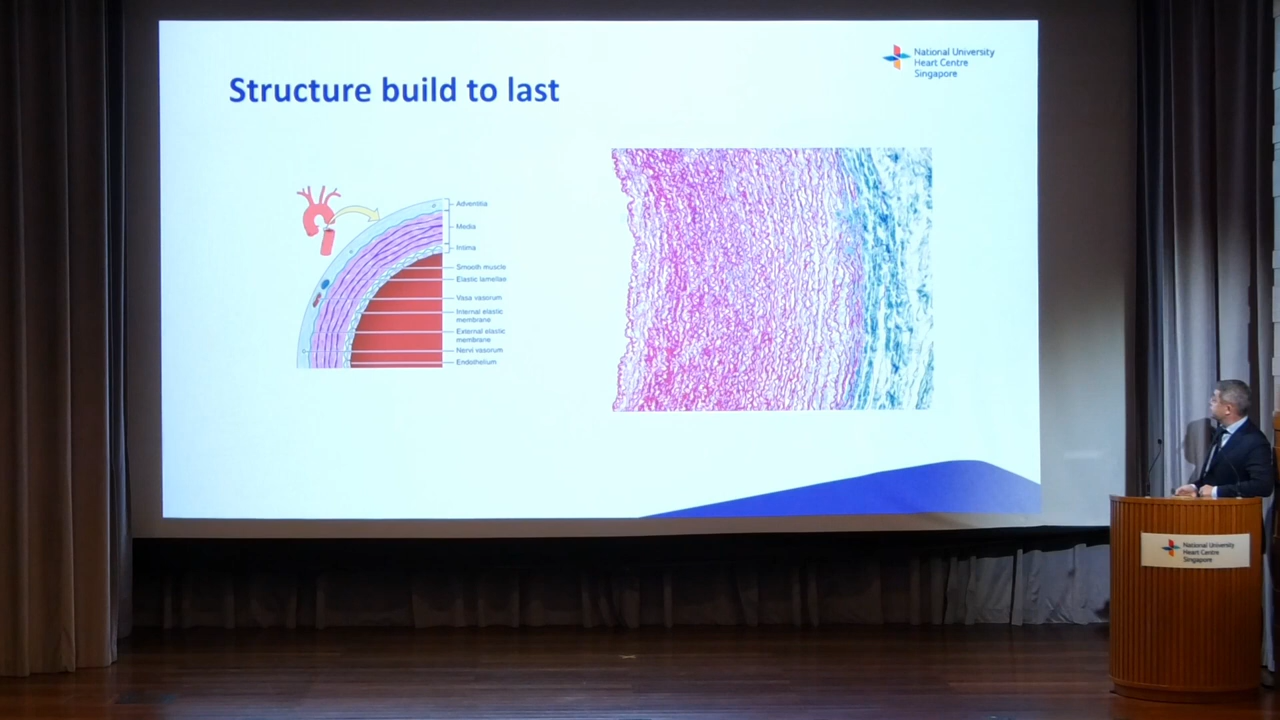 Structure build to last
National University
Heart Centre
Singapore
Adventitia
Media
Intima
Smooth muscle
Elastic lamellae
Vasa vasorum
Internal elastic
membrane
External elastic
membrane
Nervi vasorum
Endothelium
National University
Heart Centre
Singapore